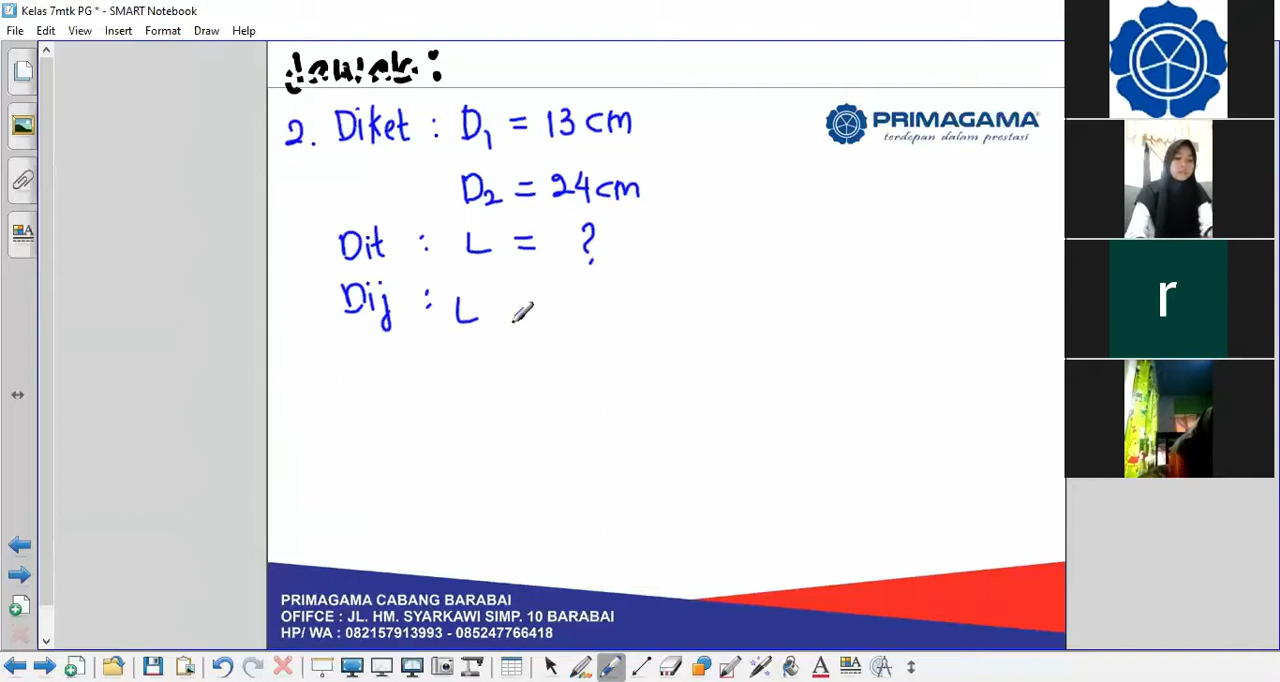 Kelas 7mtk PG * - SMART Notebook
File Edit View Insert Format Draw Help
Jawab:
PRIMAGAMA
terdepan dalam prestasi
2. Diket : D₁ = 13 cm
D₂ = 24 cm
Dit : L = ?
Dij : L
r
PRIMAGAMA CABANG BARABAI
OFIFCE : JL. HM. SYARKAWI SIMP. 10 BARABAI
HP/ WA : 082157913993 - 085247766418